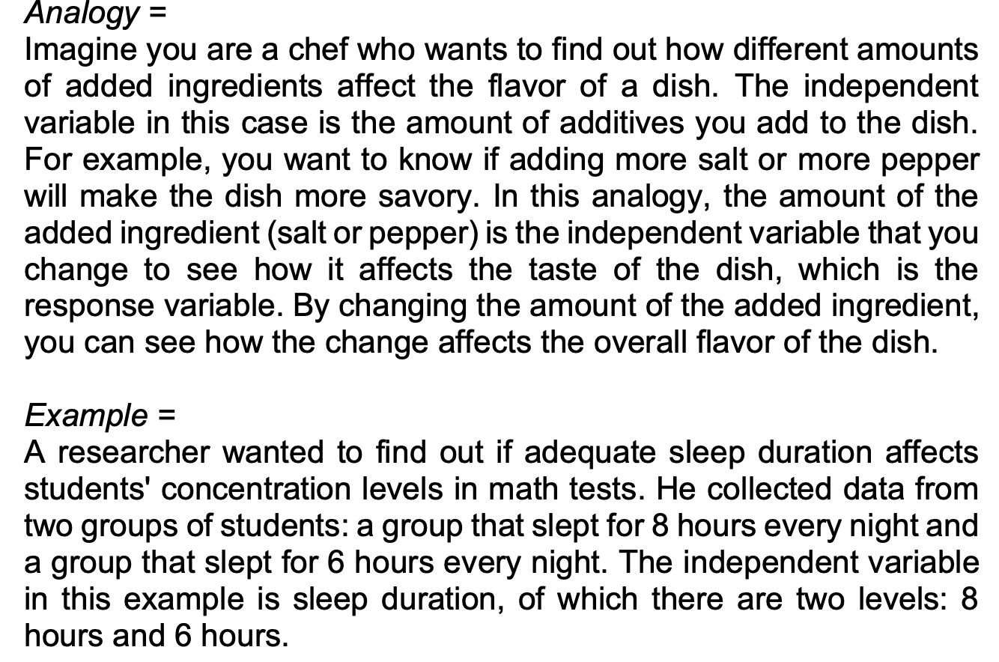 Analogy =
Imagine you are a chef who wants to find out how different amounts
of added ingredients affect the flavor of a dish. The independent
variable in this case is the amount of additives you add to the dish.
For example, you want to know if adding more salt or more pepper
will make the dish more savory. In this analogy, the amount of the
added ingredient (salt or pepper) is the independent variable that you
change to see how it affects the taste of the dish, which is the
response variable. By changing the amount of the added ingredient,
you can see how the change affects the overall flavor of the dish.
Example =
A researcher wanted to find out if adequate sleep duration affects
students' concentration levels in math tests. He collected data from
two groups of students: a group that slept for 8 hours every night and
a group that slept for 6 hours every night. The independent variable
in this example is sleep duration, of which there are two levels: 8
hours and 6 hours.